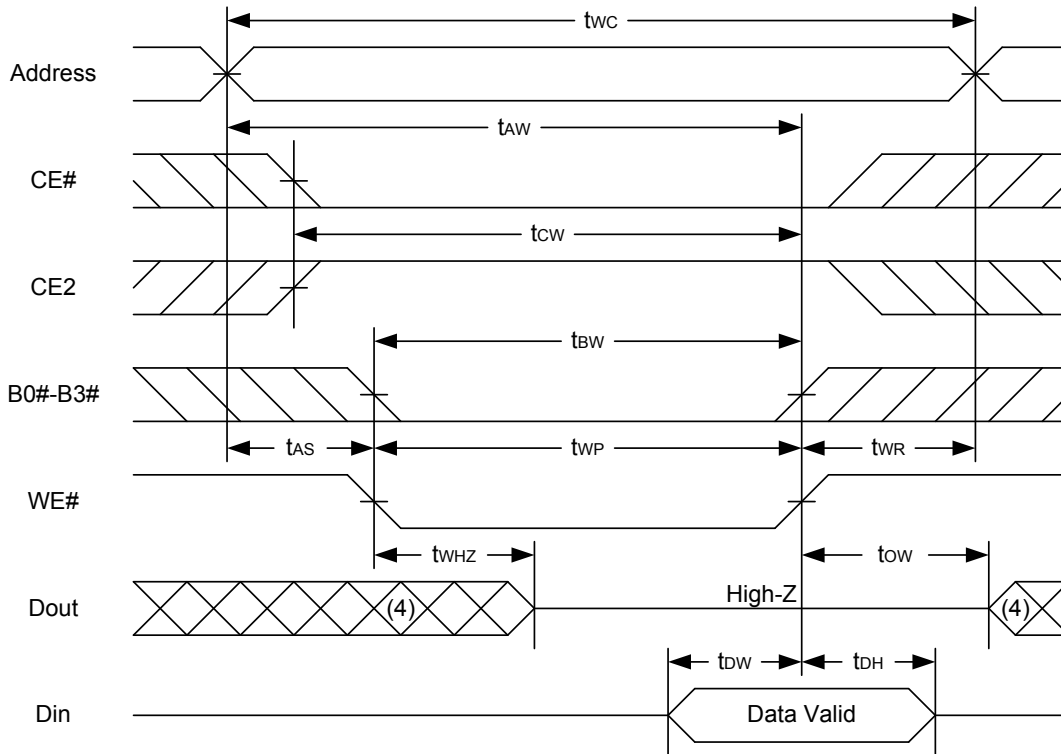 tWC
Address
tAW
CE#
tCW
CE2
tBW
B0#-B3#
tAS tWP tWR
WE#
tWHZ tOW
Dout (4) High-Z (4)
tDW tDH
Din Data Valid